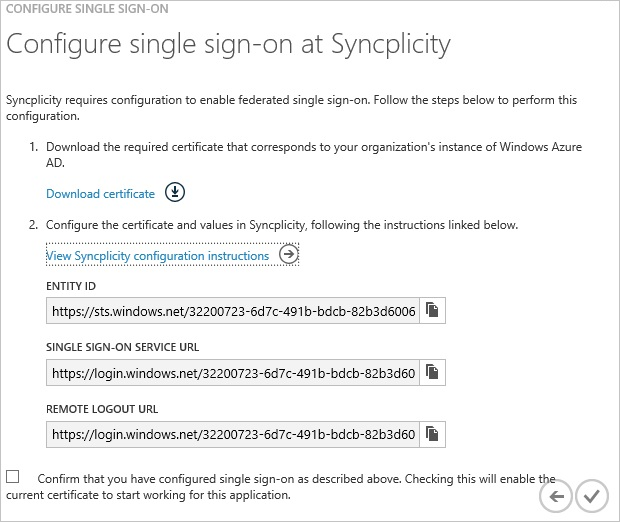 CONFIGURE SINGLE SIGN-ON
Configure single sign-on at Syncplicity
Syncplicity requires configuration to enable federated single sign-on. Follow the steps below to perform this
configuration.
1. Download the required certificate that corresponds to your organization's instance of Windows Azure
AD.
Download certificate
2. Configure the certificate and values in Syncplicity, following the instructions linked below.
View Syncplicity configuration instructions
ENTITY ID
https://sts.windows.net/32200723-6d7c-491b-bdcb-82b3d6006
SINGLE SIGN-ON SERVICE URL
https://login.windows.net/32200723-6d7c-491b-bdcb-82b3d60
REMOTE LOGOUT URL
https://login.windows.net/32200723-6d7c-491b-bdcb-82b3d60
Confirm that you have configured single sign-on as described above. Checking this will enable the
current certificate to start working for this application.